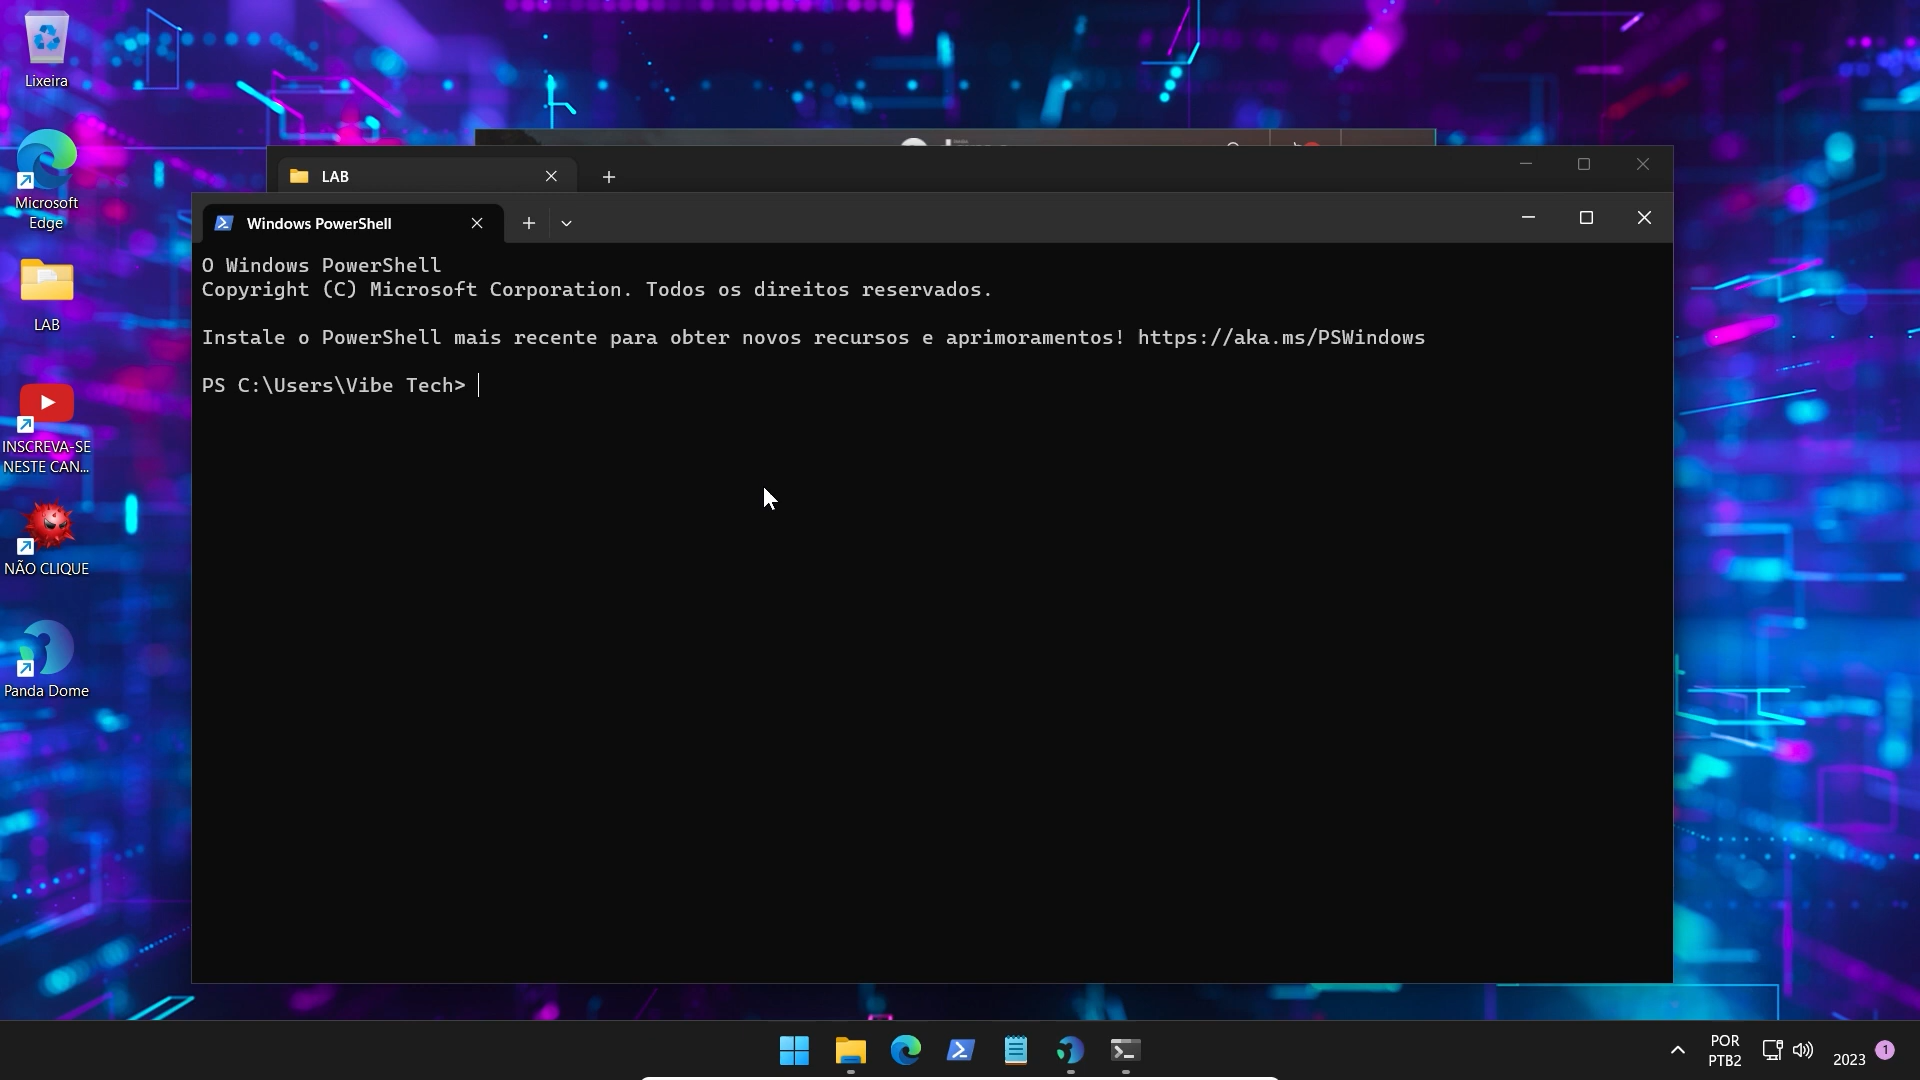 Lixeira
Microsoft
Edge
LAB
INSCREVA-SE
NESTE CAN...
NÃO CLIQUE
Panda Dome
LAB
Windows PowerShell
O Windows PowerShell
Copyright (C) Microsoft Corporation. Todos os direitos reservados.
Instale o PowerShell mais recente para obter novos recursos e aprimoramentos! https://aka.ms/PSWindows
PS C:\Users\Vibe Tech>
POR
PTB2
2023
1